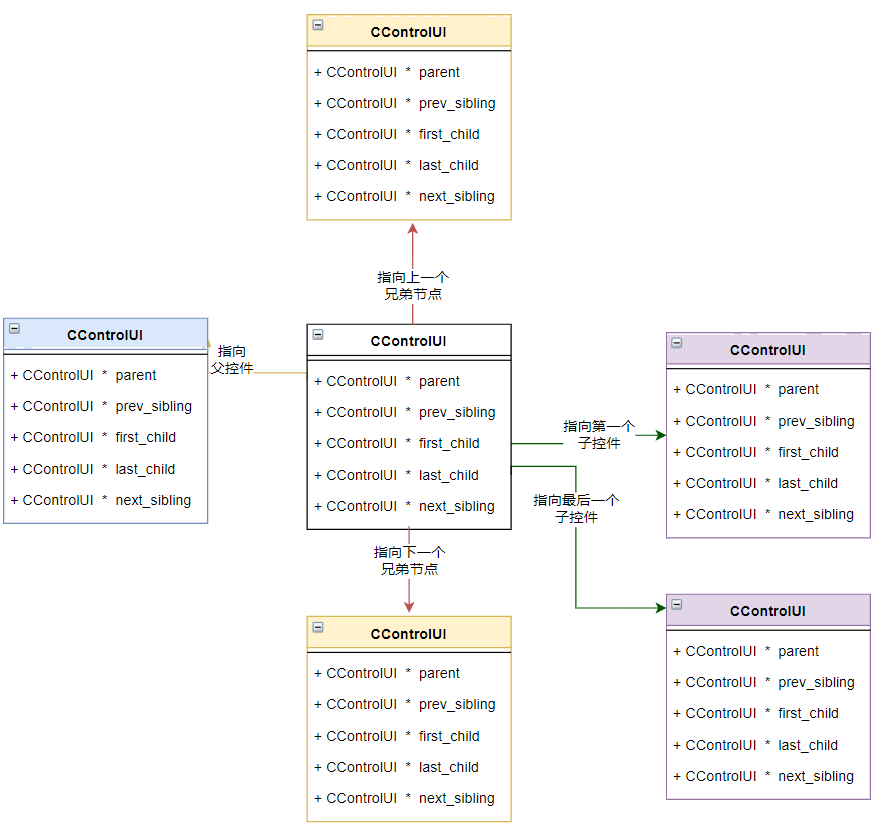 CControlUI
+ CControlUI * parent
+ CControlUI * prev_sibling
+ CControlUI * first_child
+ CControlUI * last_child
+ CControlUI * next_sibling
指向上一个
兄弟节点
CControlUI
+ CControlUI * parent
+ CControlUI * prev_sibling
+ CControlUI * first_child
+ CControlUI * last_child
+ CControlUI * next_sibling
指向
父控件
CControlUI
+ CControlUI * parent
+ CControlUI * prev_sibling
+ CControlUI * first_child
+ CControlUI * last_child
+ CControlUI * next_sibling
指向第一个
子控件
指向最后一个
子控件
CControlUI
+ CControlUI * parent
+ CControlUI * prev_sibling
+ CControlUI * first_child
+ CControlUI * last_child
+ CControlUI * next_sibling
指向下一个
兄弟节点
CControlUI
+ CControlUI * parent
+ CControlUI * prev_sibling
+ CControlUI * first_child
+ CControlUI * last_child
+ CControlUI * next_sibling
CControlUI
+ CControlUI * parent
+ CControlUI * prev_sibling
+ CControlUI * first_child
+ CControlUI * last_child
+ CControlUI * next_sibling